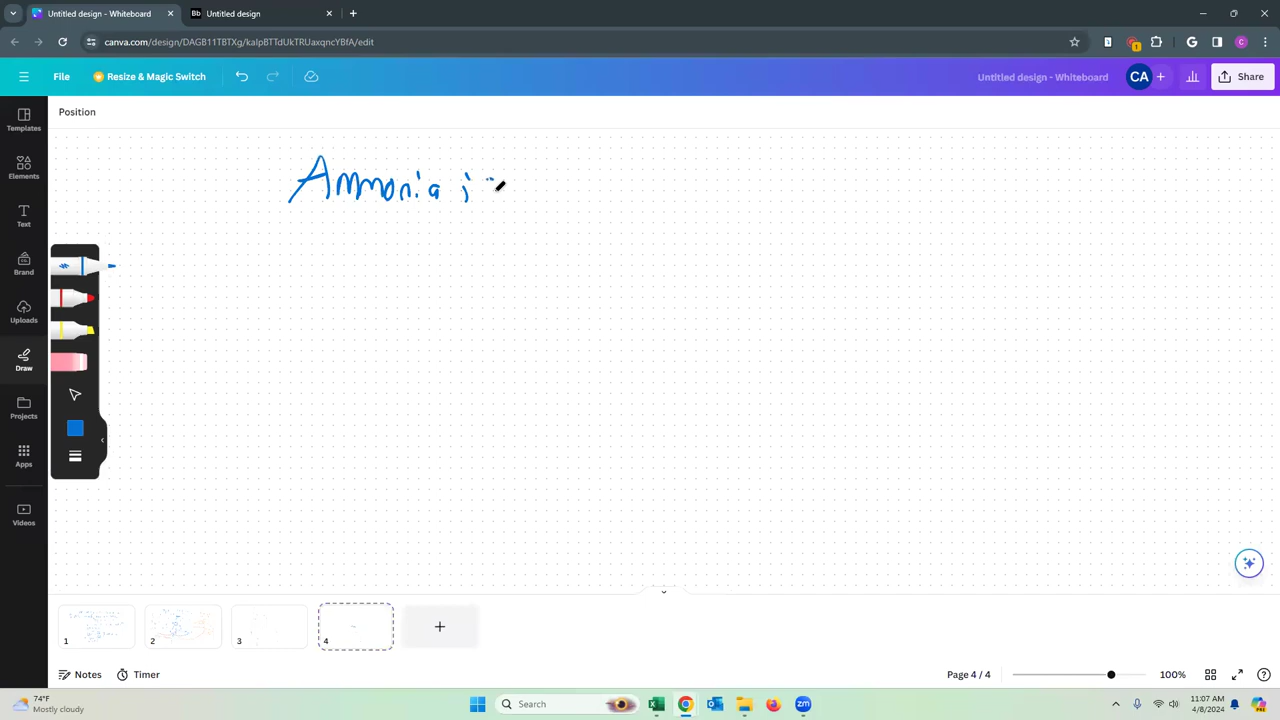 Untitled design - Whiteboard
Bb Untitled design
canva.com/design/DAGB11TBTXg/kaIpBTTdUkTRUaxqncYBfA/edit
File Resize & Magic Switch Untitled design - Whiteboard CA Share
Position
Templates
Elements
Text
Brand
Uploads
Draw
Projects
Apps
Videos
Ammonia i
1 2 3 4
Notes Timer Page 4 / 4 100%
74°F
Mostly cloudy
Search
11:07 AM
4/8/2024